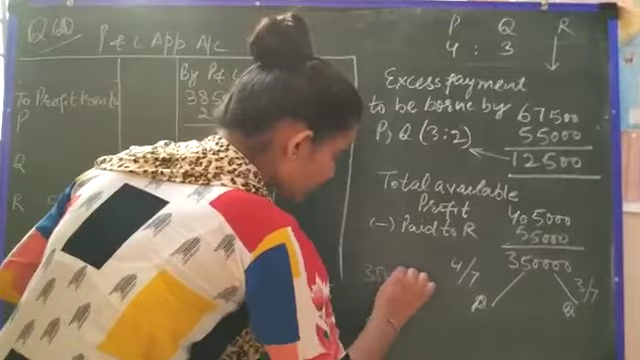 P & L App A/c
By P &
To Profit
P
385
2
Q
R
P Q R
4 : 3
Excess payment
to be borne by
P, Q (3:2)
67500
55000
12500
Total available
Profit
(-) Paid to R
405000
55000
350000
4/7 3/7